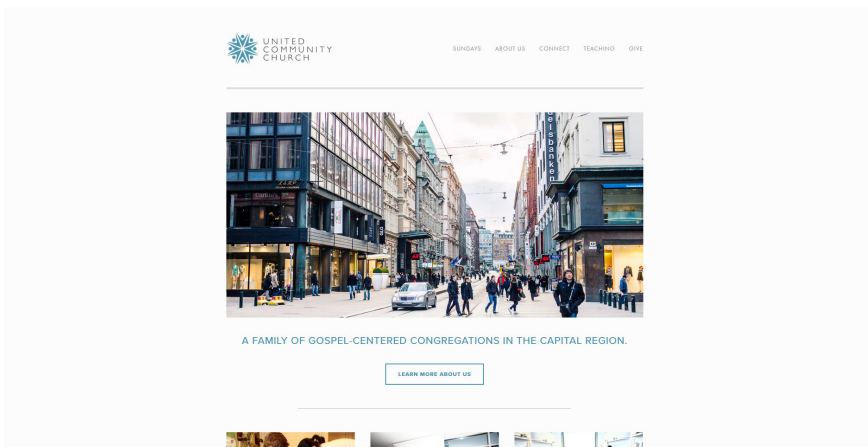 UNITED
COMMUNITY
CHURCH
SUNDAYS ABOUT US CONNECT TEACHING GIVE
elsbanken
GLO
A FAMILY OF GOSPEL-CENTERED CONGREGATIONS IN THE CAPITAL REGION.
LEARN MORE ABOUT US